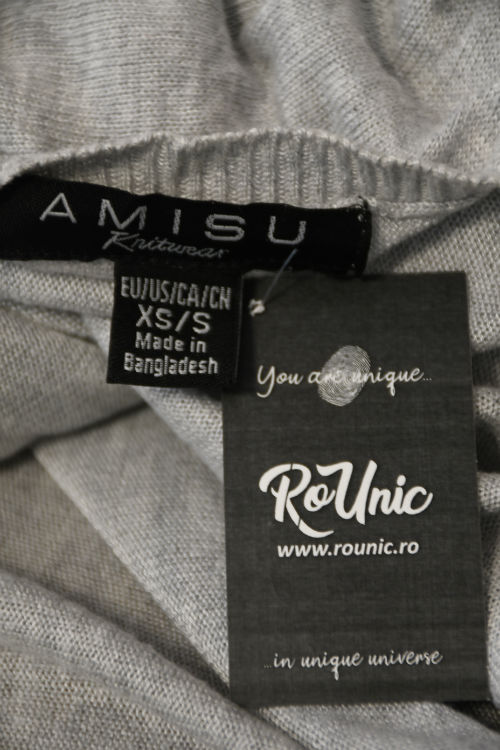 AMISU
Knitwear
EU/US/CA/CN
XS/S
Made in
Bangladesh
You are unique...
RoUnic
www.rounic.ro
...in unique universe